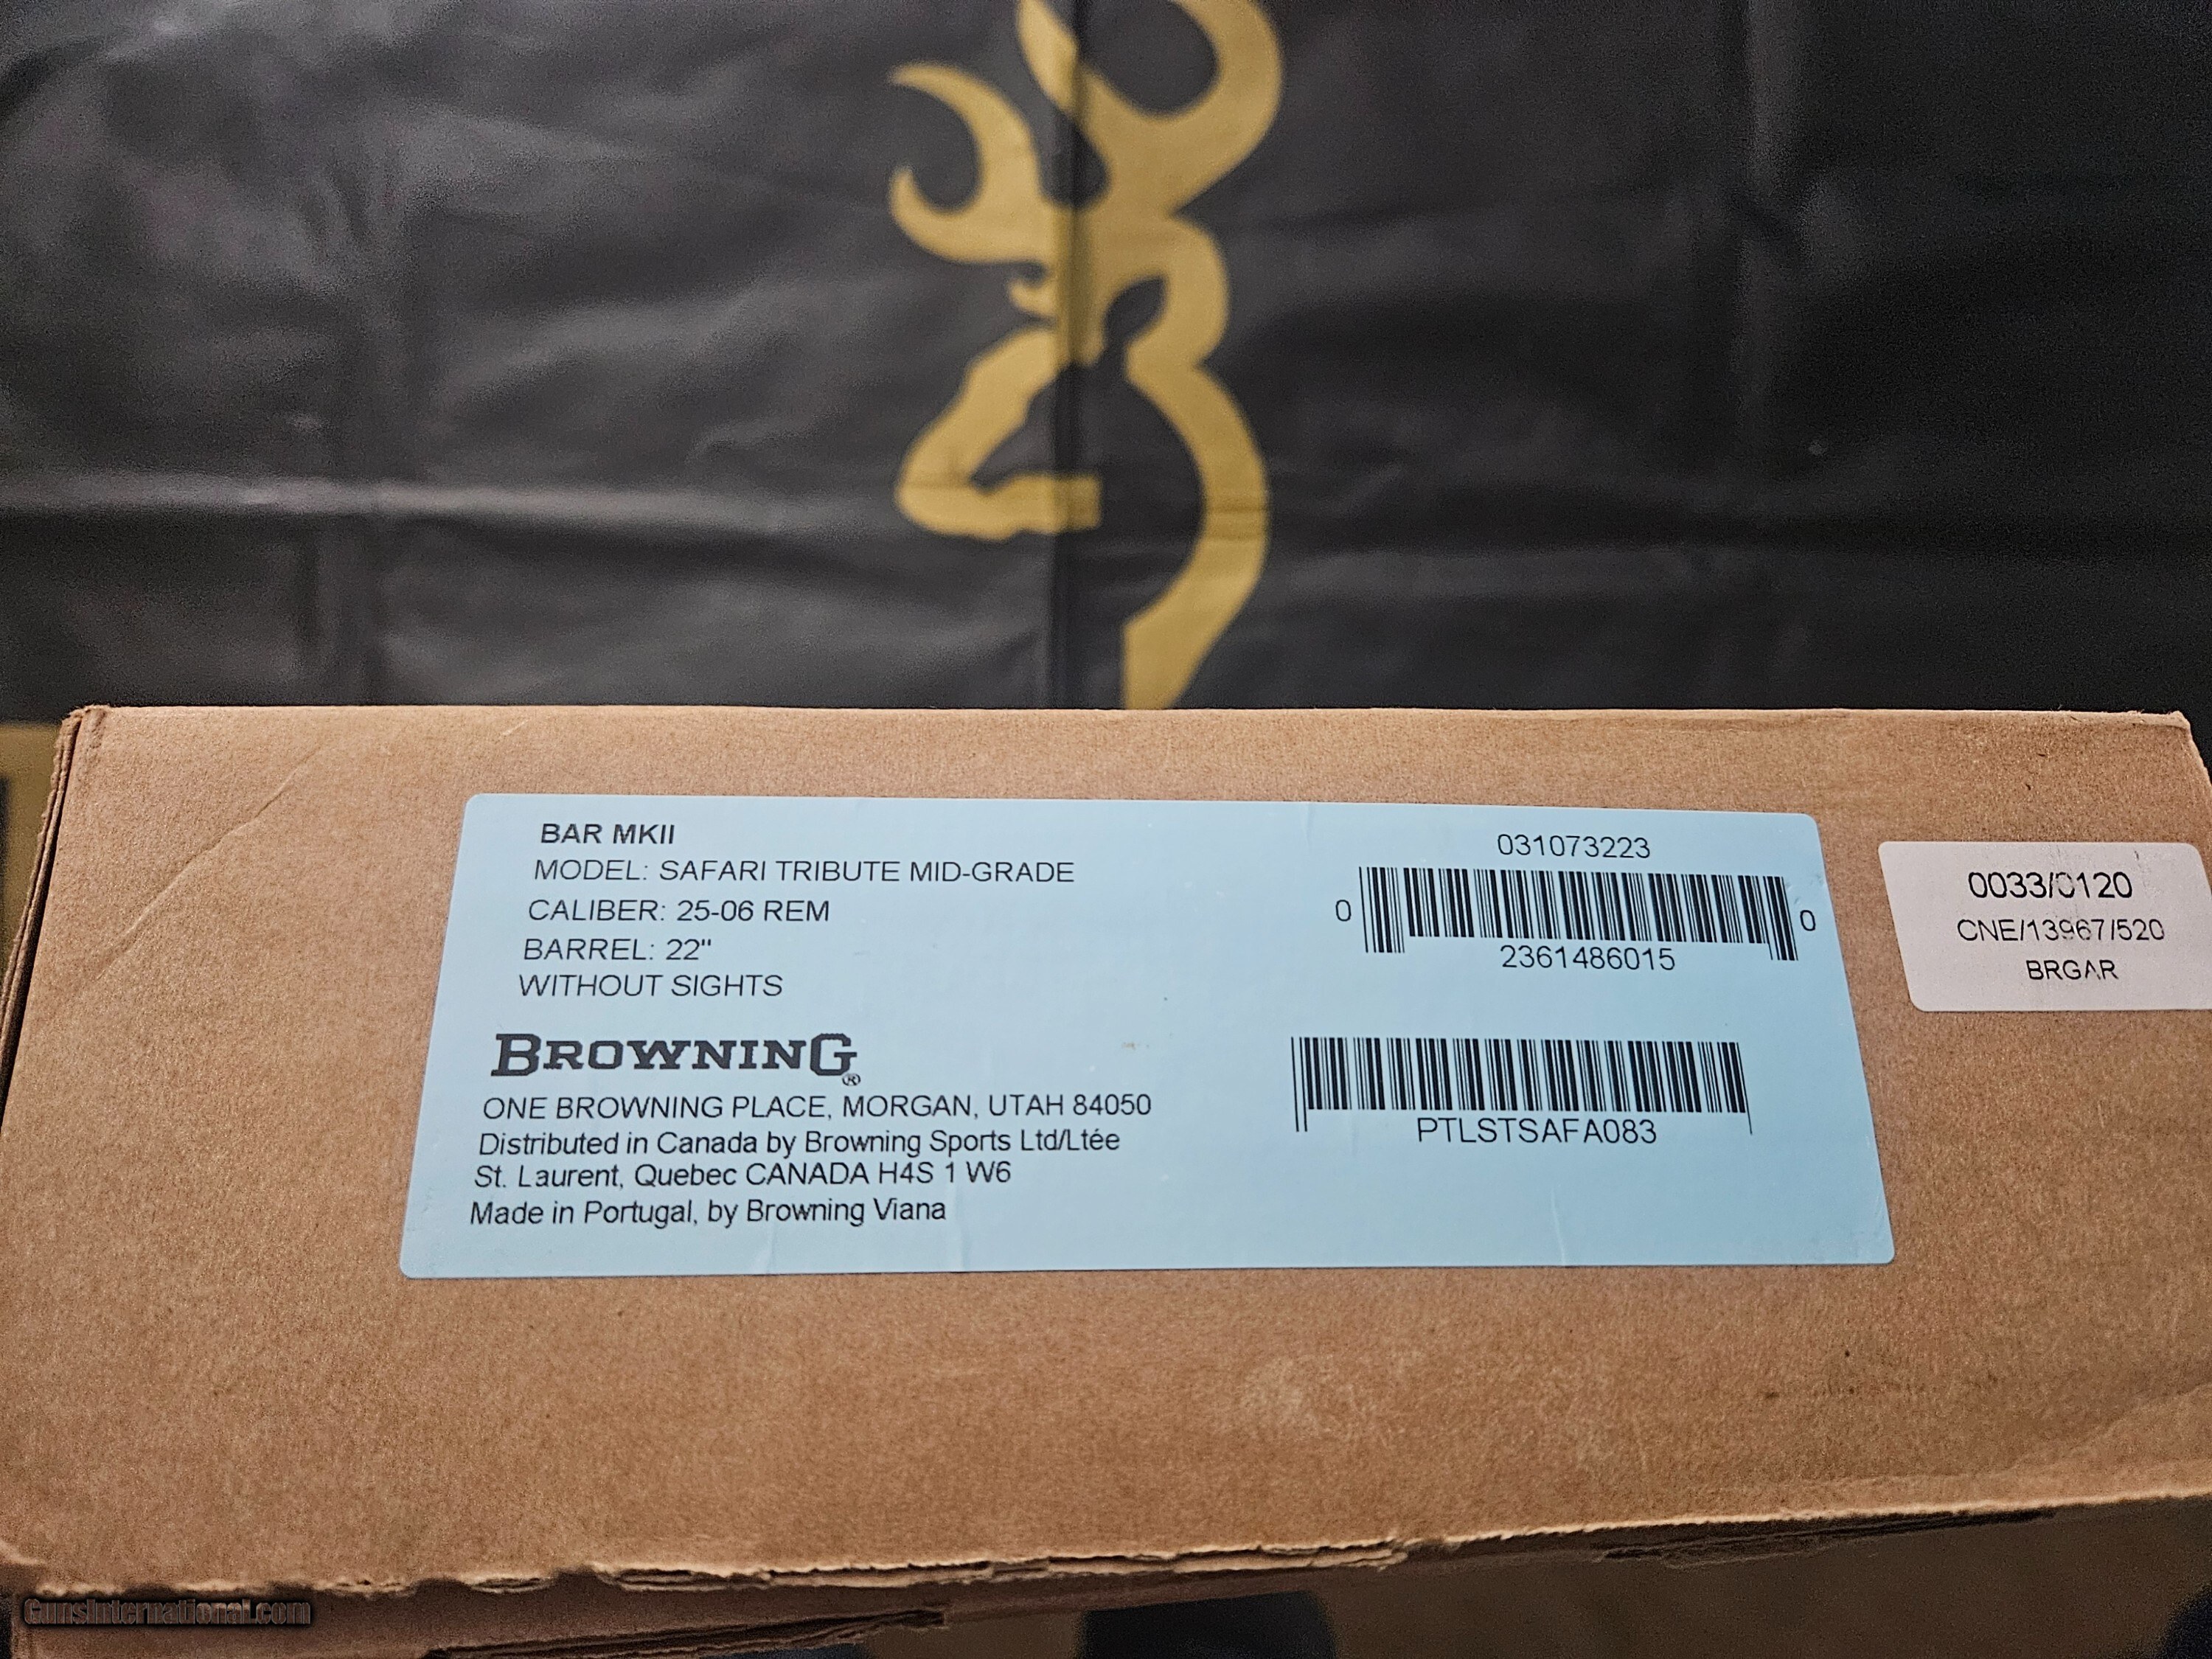 BAR MKII
MODEL: SAFARI TRIBUTE MID-GRADE
CALIBER: 25-06 REM
BARREL: 22"
WITHOUT SIGHTS
BROWNING®
ONE BROWNING PLACE, MORGAN, UTAH 84050
Distributed in Canada by Browning Sports Ltd/Ltée
St. Laurent, Quebec CANADA H4S 1 W6
Made in Portugal, by Browning Viana
031073223
0 2361486015 0
PTLSTSAFA083
0033/0120
CNE/13967/520
BRGAR
GunsInternational.com